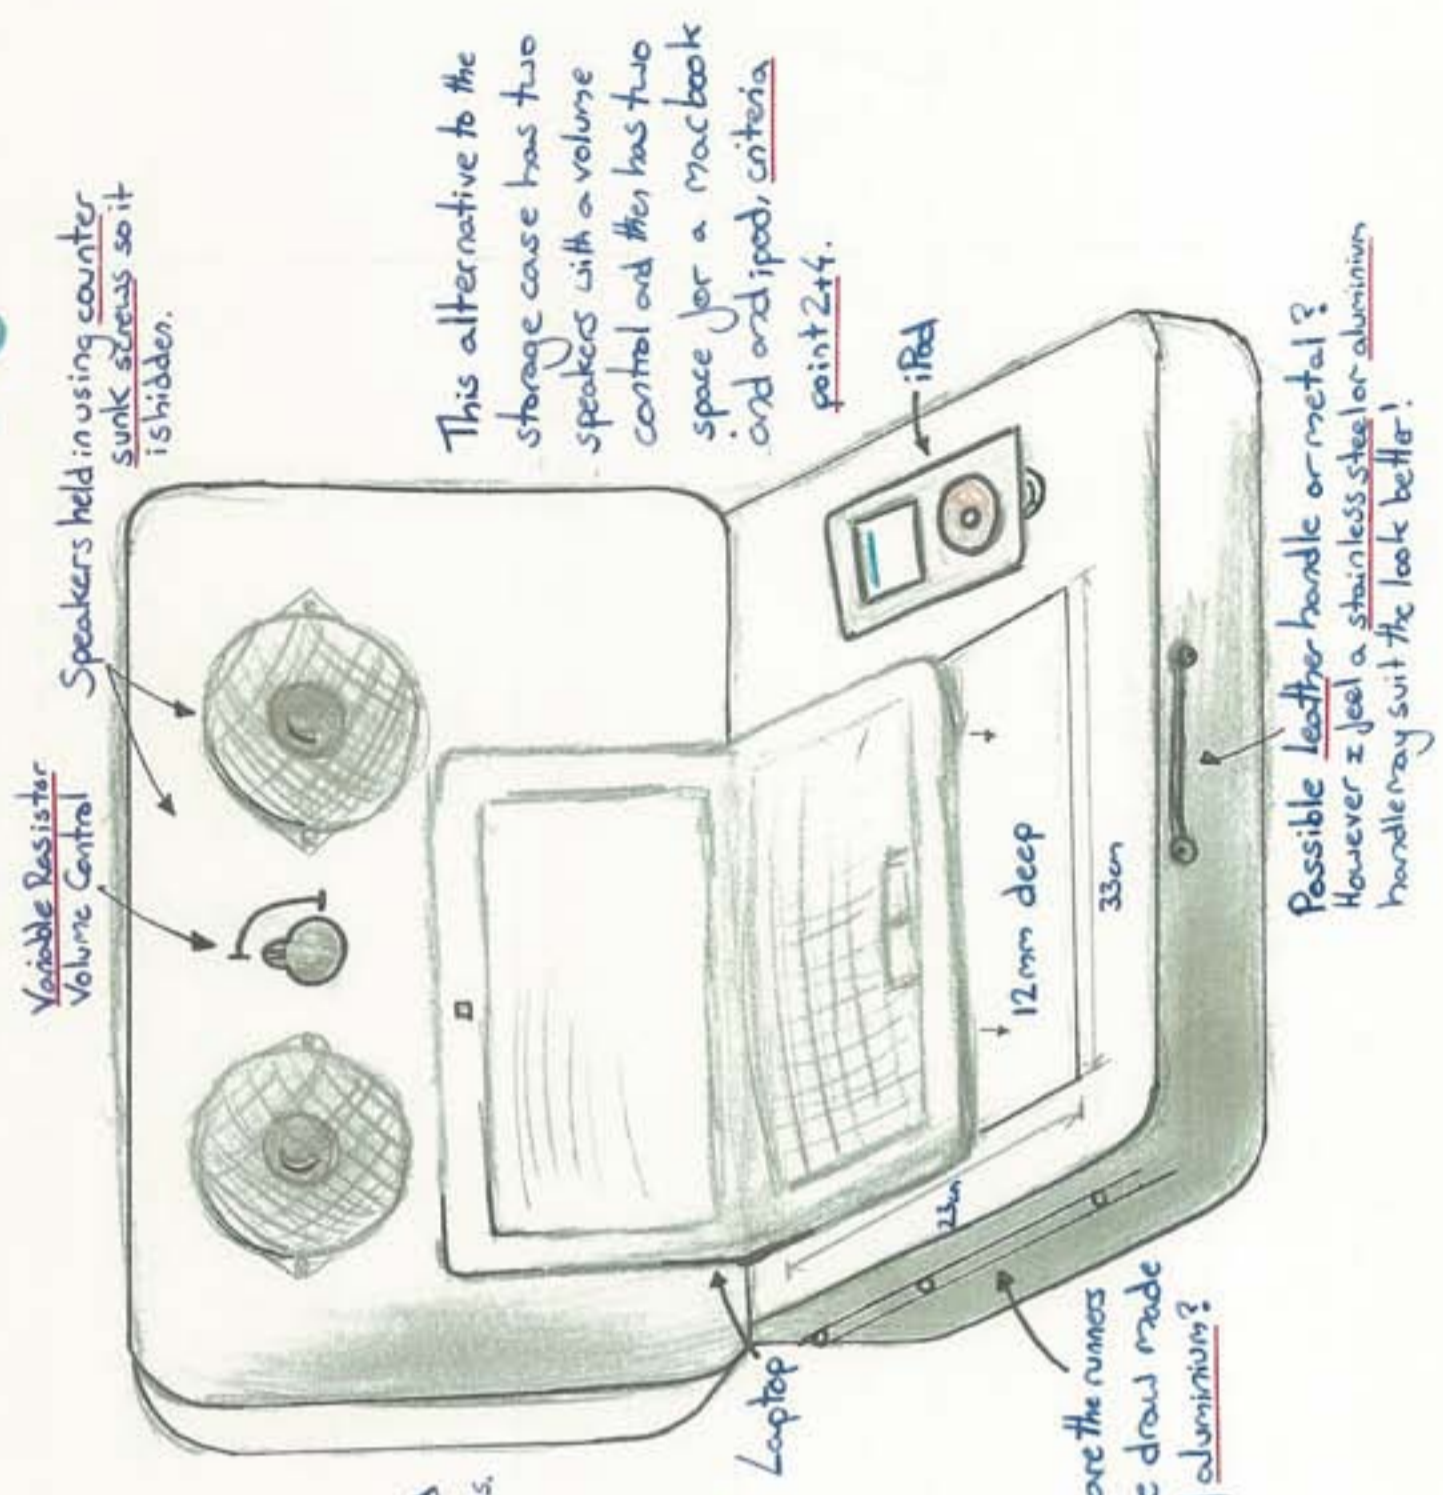 Speakers held in using counter
sunk screws so it
is hidden.
Variable Rasistor
Volume Control
This alternative to the
storage case has two
speakers with a volume
control and then has two
space for a macbook
and and ipod, criteria
point 2+4.
iPod
12mm deep
33cm
23cm
Laptop
are the runners
draw made
aluminium?
Possible leather handle or metal?
However I feel a stainless steel or aluminium
handle may suit the look better!